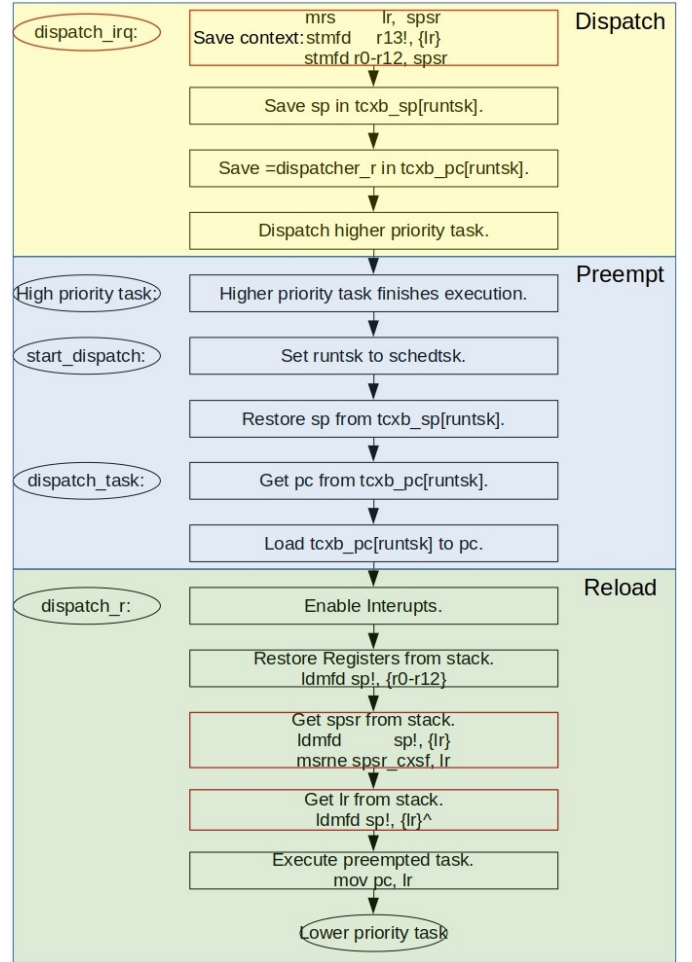 Dispatch
dispatch_irq:
mrs lr, spsr
Save context:stmfd r13!, {lr}
stmfd r0-r12, spsr
Save sp in tcxb_sp[runtsk].
Save =dispatcher_r in tcxb_pc[runtsk].
Dispatch higher priority task.
Preempt
High priority task:
Higher priority task finishes execution.
start_dispatch:
Set runtsk to schedtsk.
Restore sp from tcxb_sp[runtsk].
dispatch_task:
Get pc from tcxb_pc[runtsk].
Load tcxb_pc[runtsk] to pc.
Reload
dispatch_r:
Enable Interupts.
Restore Registers from stack.
ldmfd sp!, {r0-r12}
Get spsr from stack.
ldmfd sp!, {lr}
msrne spsr_cxsf, lr
Get lr from stack.
ldmfd sp!, {lr}^
Execute preempted task.
mov pc, lr
Lower priority task